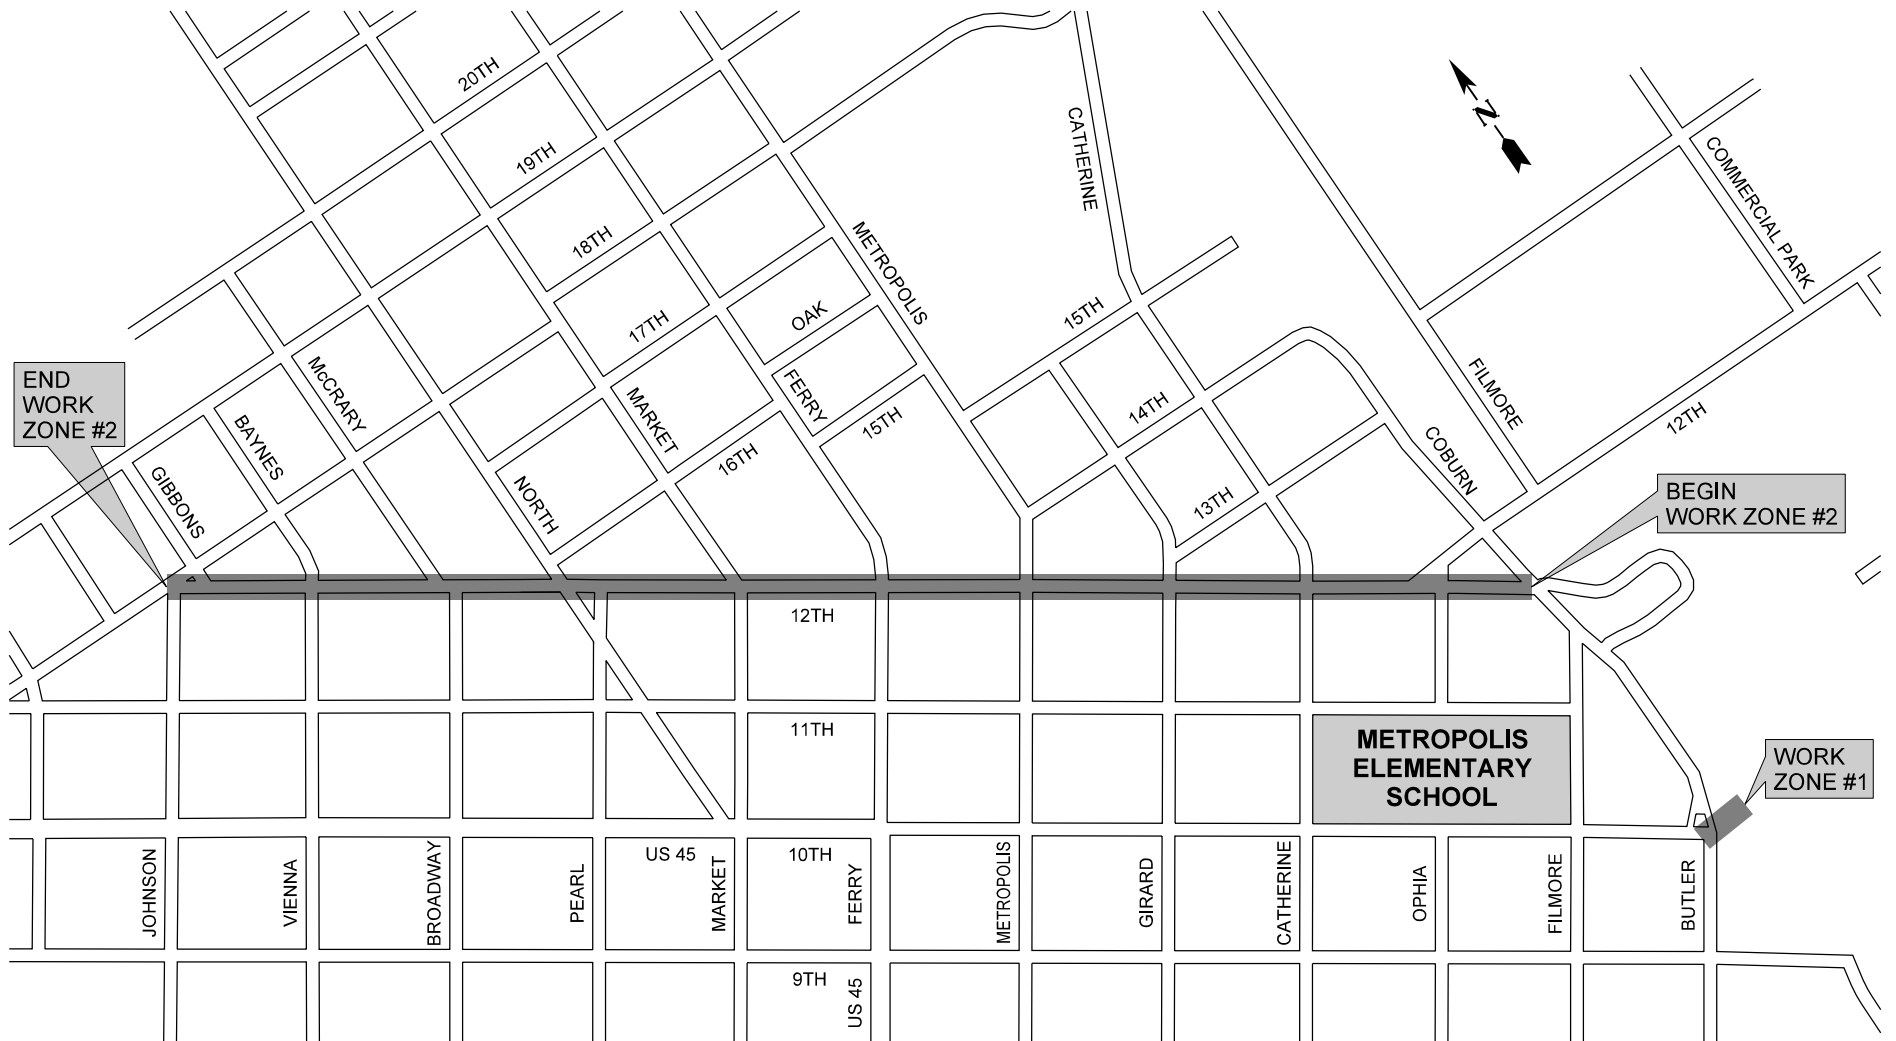 20TH
19TH
18TH
17TH
OAK
METROPOLIS
CATHERINE
N
COMMERCIAL PARK
15TH
FILMORE
12TH
END
WORK
ZONE #2
McCRARY
BAYNES
GIBBONS
MARKET
FERRY
15TH
16TH
NORTH
14TH
13TH
COBURN
BEGIN
WORK ZONE #2
12TH
11TH
METROPOLIS
ELEMENTARY
SCHOOL
WORK
ZONE #1
US 45
10TH
JOHNSON
VIENNA
BROADWAY
PEARL
MARKET
FERRY
METROPOLIS
GIRARD
CATHERINE
OPHIA
FILMORE
BUTLER
9TH
US 45